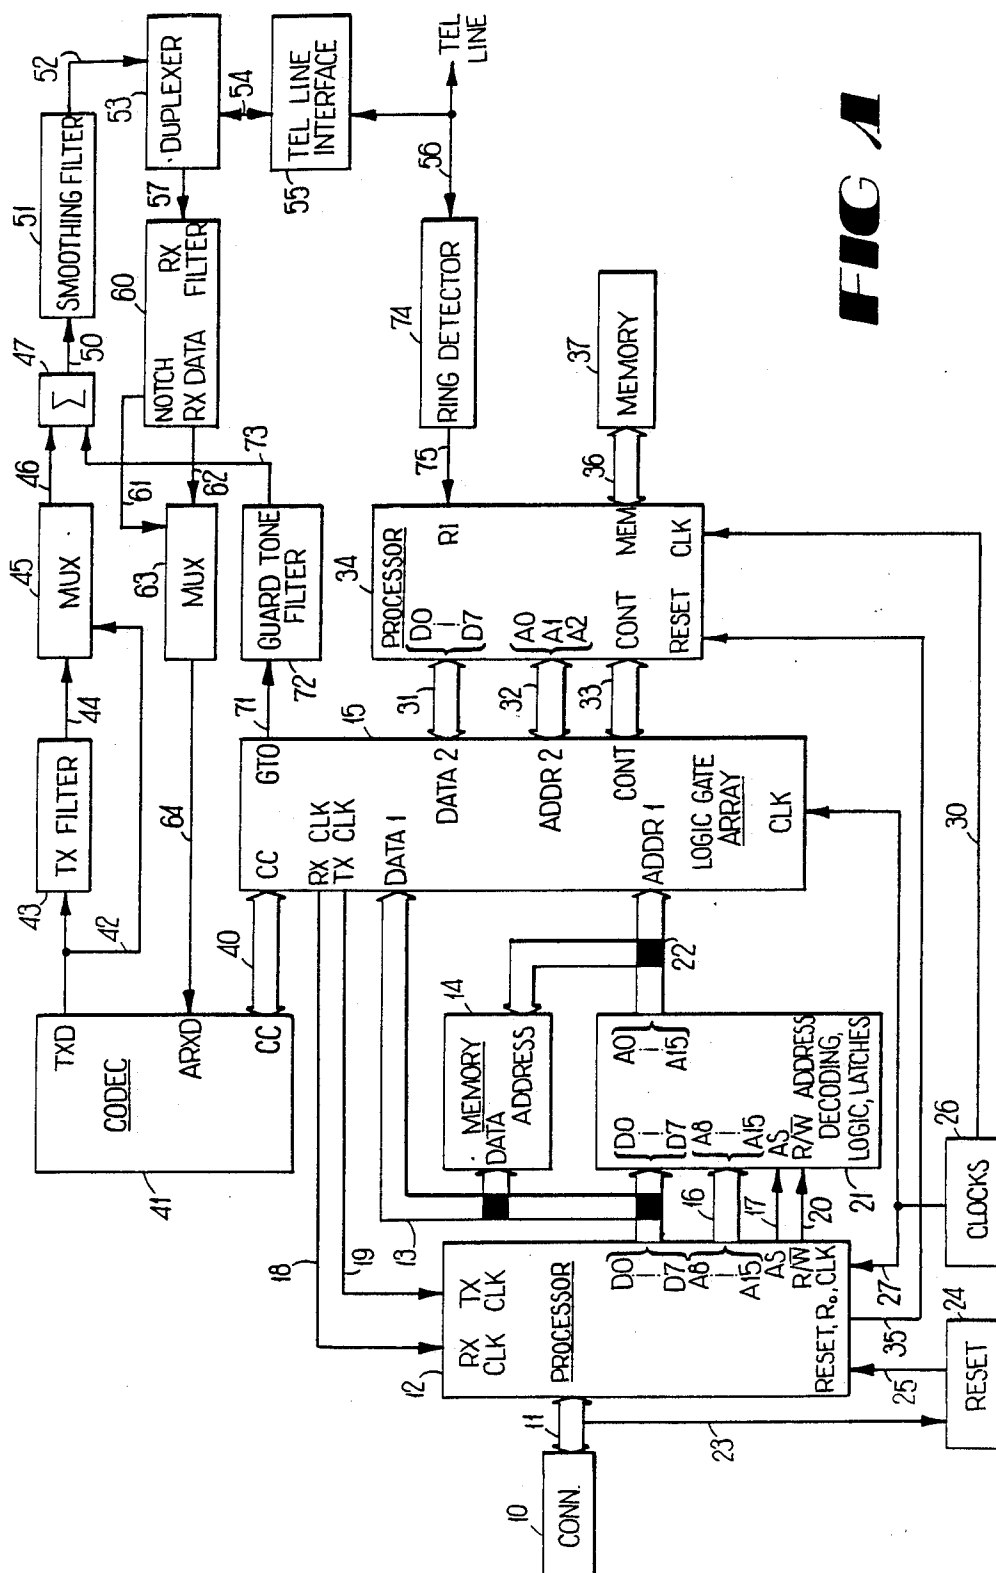 TXD
CODEC
ARXD
CC
41
40
43
TX FILTER
42
44
64
45
MUX
46
61
63
MUX
62
73
47
Σ
50
51
SMOOTHING FILTER
52
53
DUPLEXER
57
60
NOTCH
RX DATA
RX
FILTER
54
55
TEL LINE
INTERFACE
TEL
LINE
56
74
RING DETECTOR
75
71
72
GUARD TONE
FILTER
15
CC
GTO
RX CLK
TX CLK
DATA 1
DATA 2
ADDR 2
CONT
ADDR 1
LOGIC GATE
ARRAY
CLK
31
32
33
34
PROCESSOR
D0
D7
RI
A0
A1
A2
CONT
MEM
RESET
CLK
36
37
MEMORY
18
19
13
14
MEMORY
DATA
ADDRESS
22
D0
D7
A8
A15
AS
R/W
A0
A15
ADDRESS
DECODING,
LOGIC, LATCHES
21
16
17
20
12
RX
CLK
TX
CLK
PROCESSOR
D0
D7
A8
A15
AS
R/W
RESET, R0, CLK
10
CONN.
11
23
24
RESET
25
35
27
26
CLOCKS
30
FIG 1A